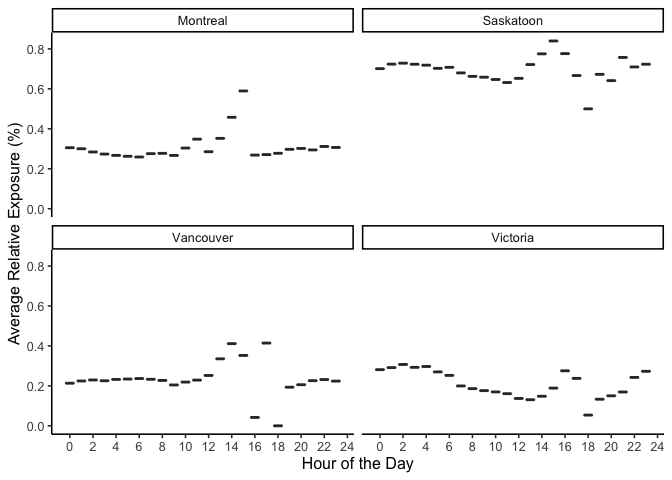 Montreal
Saskatoon
0.8
0.6
0.4
0.2
0.0
Average Relative Exposure (%)
Vancouver
Victoria
0.8
0.6
0.4
0.2
0.0
0 2 4 6 8 10 12 14 16 18 20 22 24
0 2 4 6 8 10 12 14 16 18 20 22 24
Hour of the Day